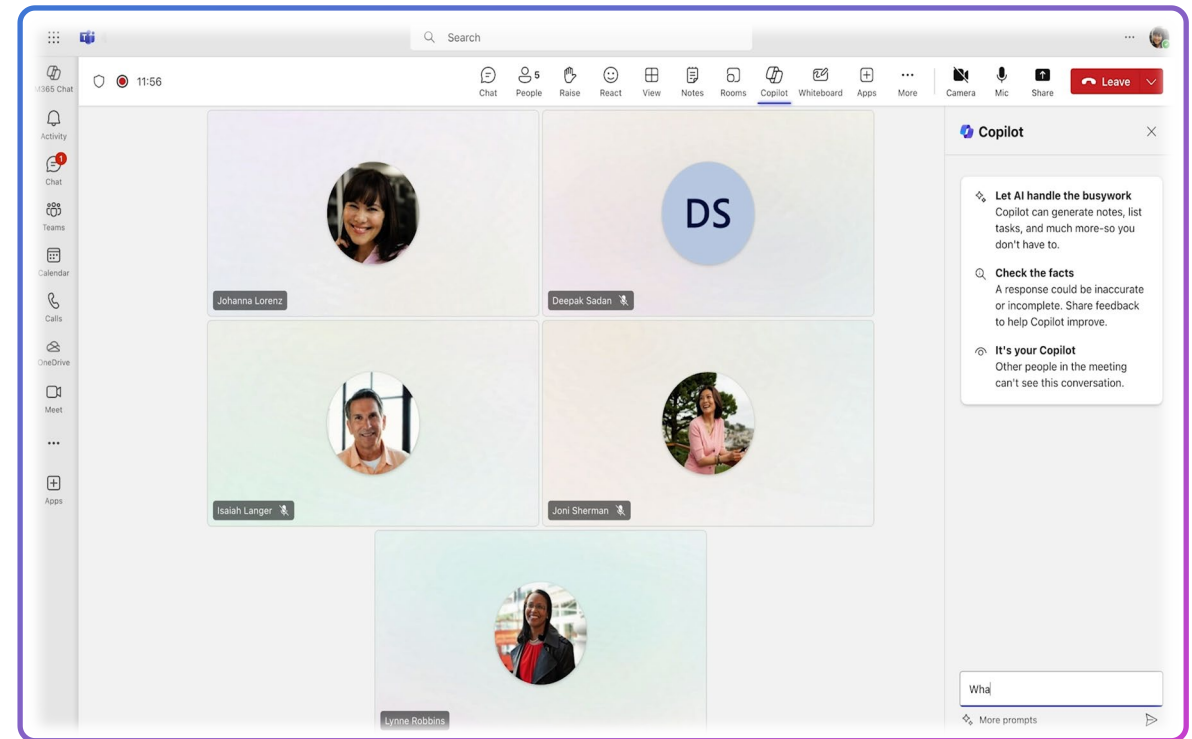 Search
M365 Chat
Activity
1
Chat
Teams
Calendar
Calls
OneDrive
Meet
Apps
11:56
Chat
5
People
Raise
React
View
Notes
Rooms
Copilot
Whiteboard
Apps
More
Camera
Mic
Share
Leave
Johanna Lorenz
DS
Deepak Sadan
Isaiah Langer
Joni Sherman
Lynne Robbins
Copilot
Let AI handle the busywork
Copilot can generate notes, list
tasks, and much more-so you
don't have to.
Check the facts
A response could be inaccurate
or incomplete. Share feedback
to help Copilot improve.
It's your Copilot
Other people in the meeting
can't see this conversation.
Wha
More prompts